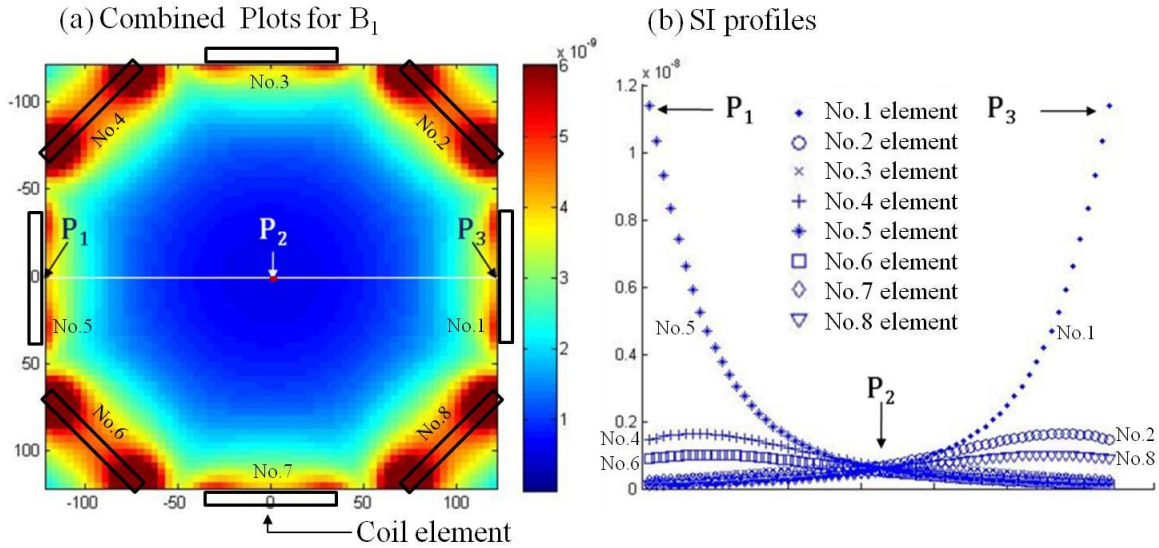 (a) Combined Plots for B₁
(b) SI profiles
× 10⁻⁹
No.3
No.4
No.2
-100
-50
0
50
100
P₁
P₂
P₃
No.5
No.1
No.6
No.8
No.7
-100
-50
0
50
100
Coil element
6
5
4
3
2
1
× 10⁻⁸
1.2
1
0.8
0.6
0.4
0.2
0
P₁
P₃
No.1 element
No.2 element
No.3 element
No.4 element
No.5 element
No.6 element
No.7 element
No.8 element
No.5
No.1
P₂
No.4
No.6
No.2
No.8